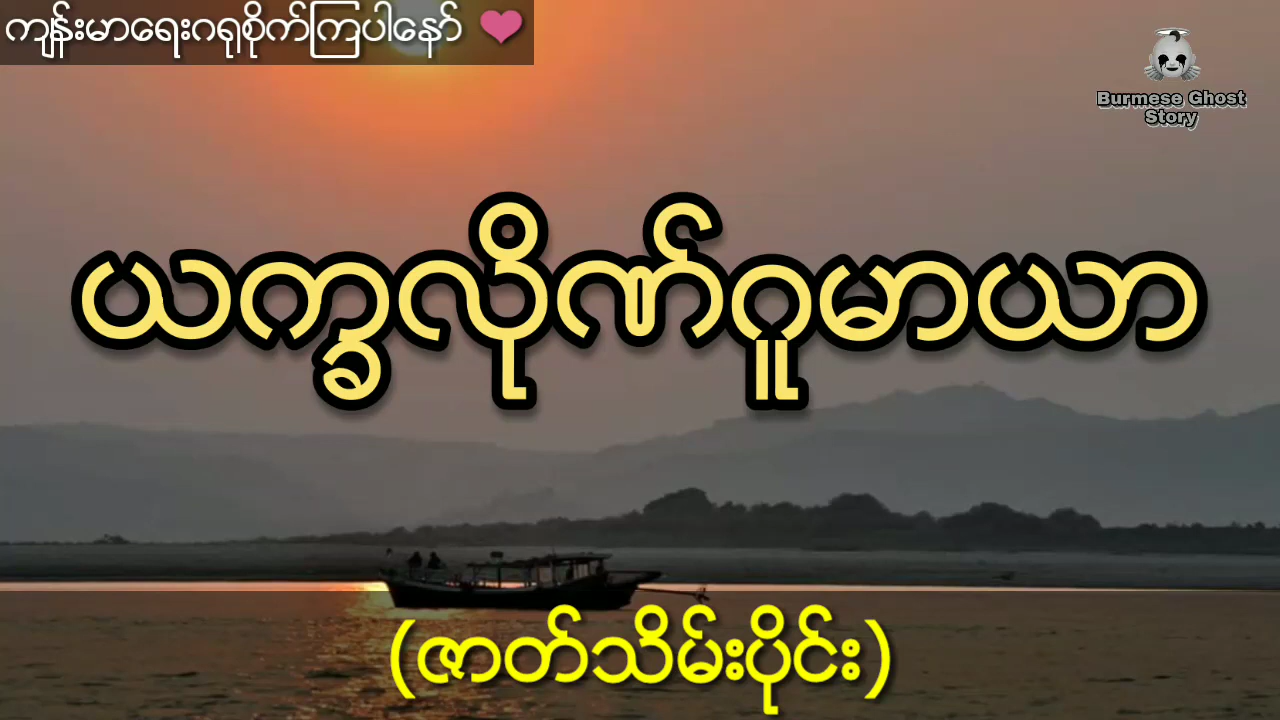 ကျန်းမာရေးဂရုစိုက်ကြပါနော် ❤
Burmese Ghost
Story
ယက္ခလိုဏ်ဂူမာယာ
(ဇာတ်သိမ်းပိုင်း)